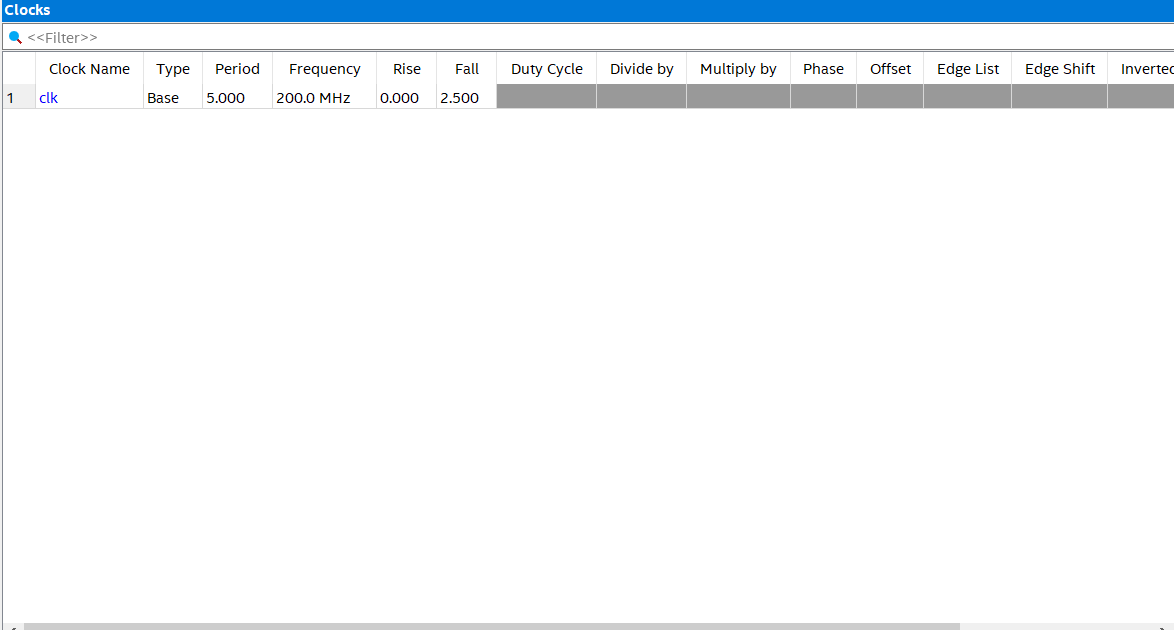 Clocks
<<Filter>>
Clock Name Type Period Frequency Rise Fall Duty Cycle Divide by Multiply by Phase Offset Edge List Edge Shift Inverted
1 clk Base 5.000 200.0 MHz 0.000 2.500